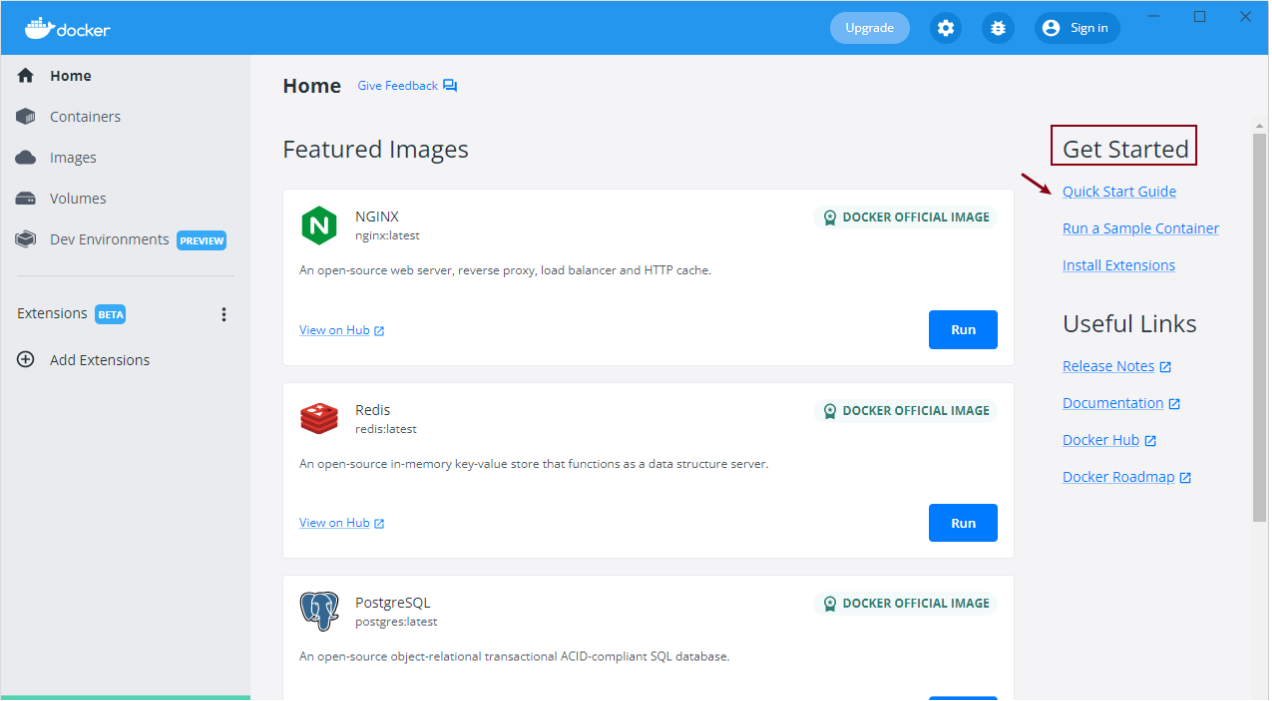 docker
Upgrade
Sign in
Home
Containers
Images
Volumes
Dev Environments PREVIEW
Extensions BETA
Add Extensions
Home Give Feedback
Featured Images
NGINX
nginx:latest
DOCKER OFFICIAL IMAGE
An open-source web server, reverse proxy, load balancer and HTTP cache.
View on Hub
Run
Redis
redis:latest
DOCKER OFFICIAL IMAGE
An open-source in-memory key-value store that functions as a data structure server.
View on Hub
Run
PostgreSQL
postgres:latest
DOCKER OFFICIAL IMAGE
An open-source object-relational transactional ACID-compliant SQL database.
Get Started
Quick Start Guide
Run a Sample Container
Install Extensions
Useful Links
Release Notes
Documentation
Docker Hub
Docker Roadmap